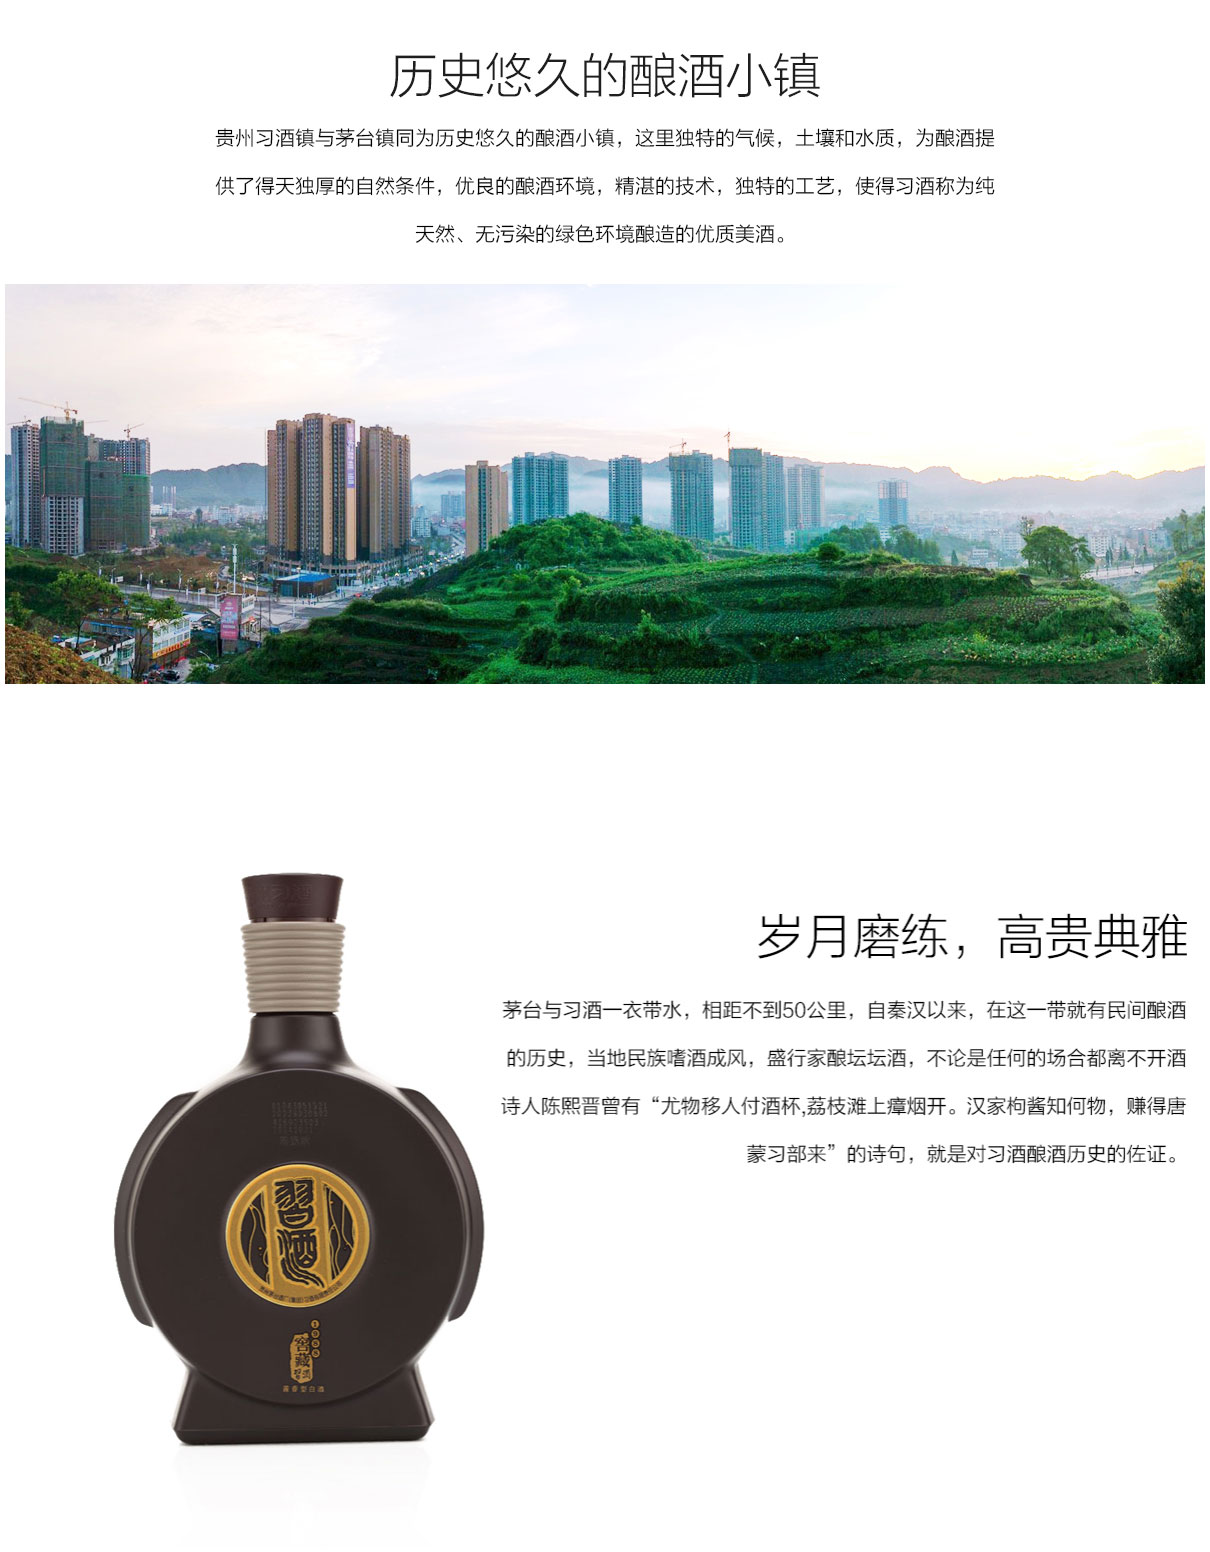 历史悠久的酿酒小镇
贵州习酒镇与茅台镇同为历史悠久的酿酒小镇，这里独特的气候，土壤和水质，为酿酒提
供了得天独厚的自然条件，优良的酿酒环境，精湛的技术，独特的工艺，使得习酒称为纯
天然、无污染的绿色环境酿造的优质美酒。
岁月磨练，高贵典雅
茅台与习酒一衣带水，相距不到50公里，自秦汉以来，在这一带就有民间酿酒
的历史，当地民族嗜酒成风，盛行家酿坛坛酒，不论是任何的场合都离不开酒
诗人陈熙晋曾有“尤物移人付酒杯,荔枝滩上瘴烟开。汉家枸酱知何物，赚得唐
蒙习部来”的诗句，就是对习酒酿酒历史的佐证。
習酒
1988
窖藏
酱香型白酒